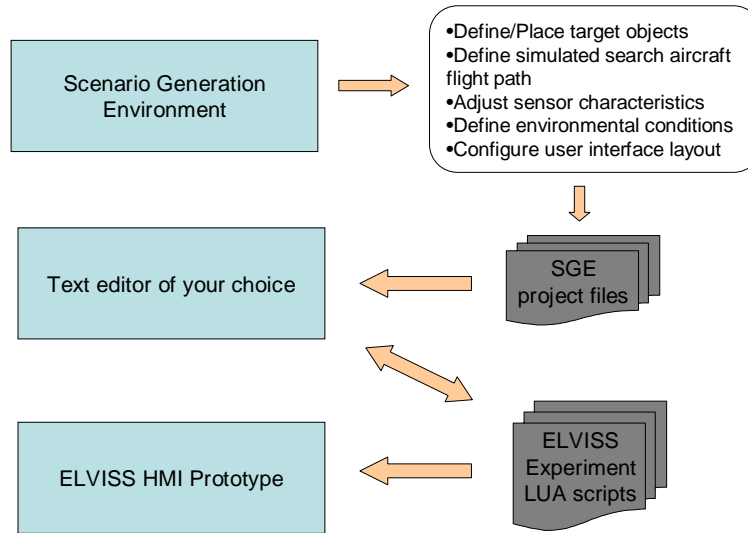 Scenario Generation
Environment
•Define/Place target objects
•Define simulated search aircraft
flight path
•Adjust sensor characteristics
•Define environmental conditions
•Configure user interface layout
Text editor of your choice
SGE
project files
ELVISS HMI Prototype
ELVISS
Experiment
LUA scripts